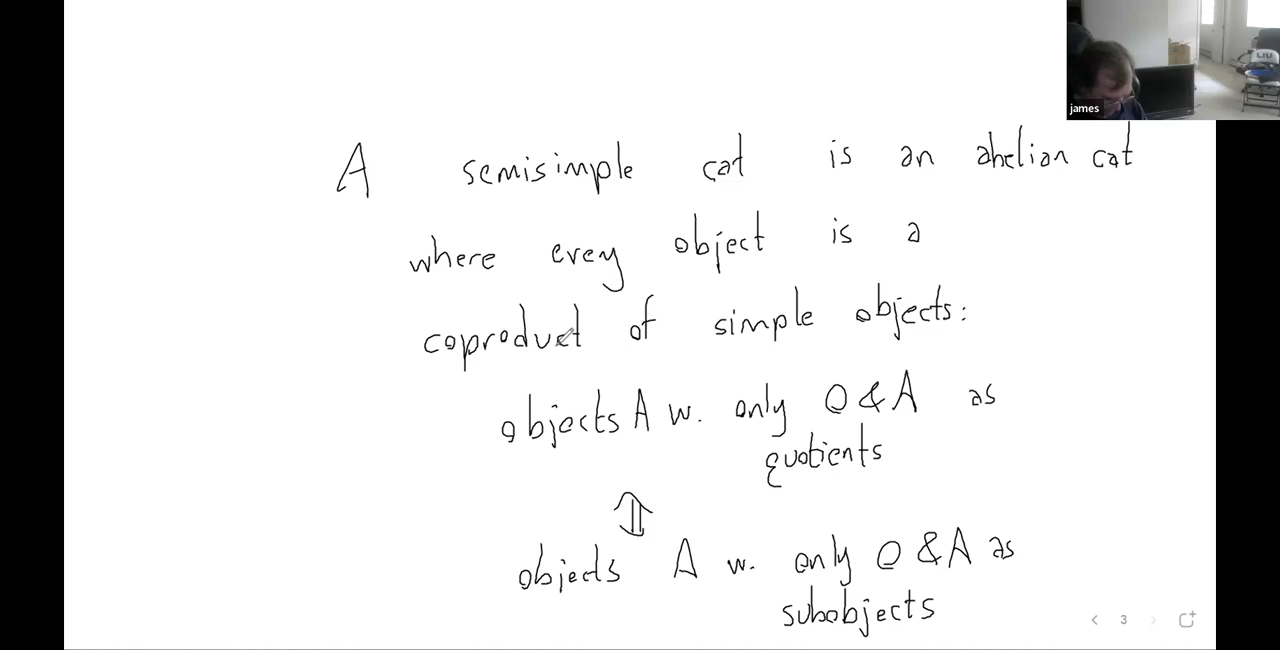 james
A semisimple cat is an abelian cat
where every object is a
coproduct of simple objects:
objects A w. only 0 & A as
quotients
⇕
objects A w. only 0 & A as
subobjects
< 3 >